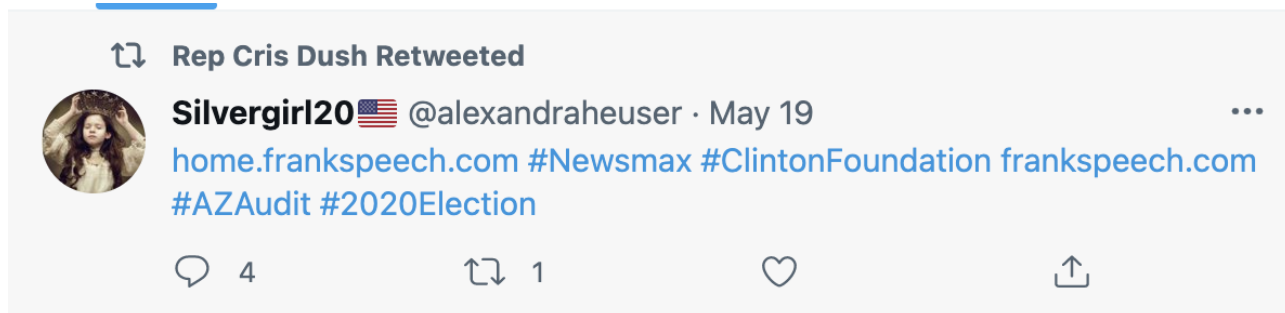 Rep Cris Dush Retweeted
Silvergirl20🇺🇸 @alexandraheuser · May 19
home.frankspeech.com #Newsmax #ClintonFoundation frankspeech.com
#AZAudit #2020Election
4 1